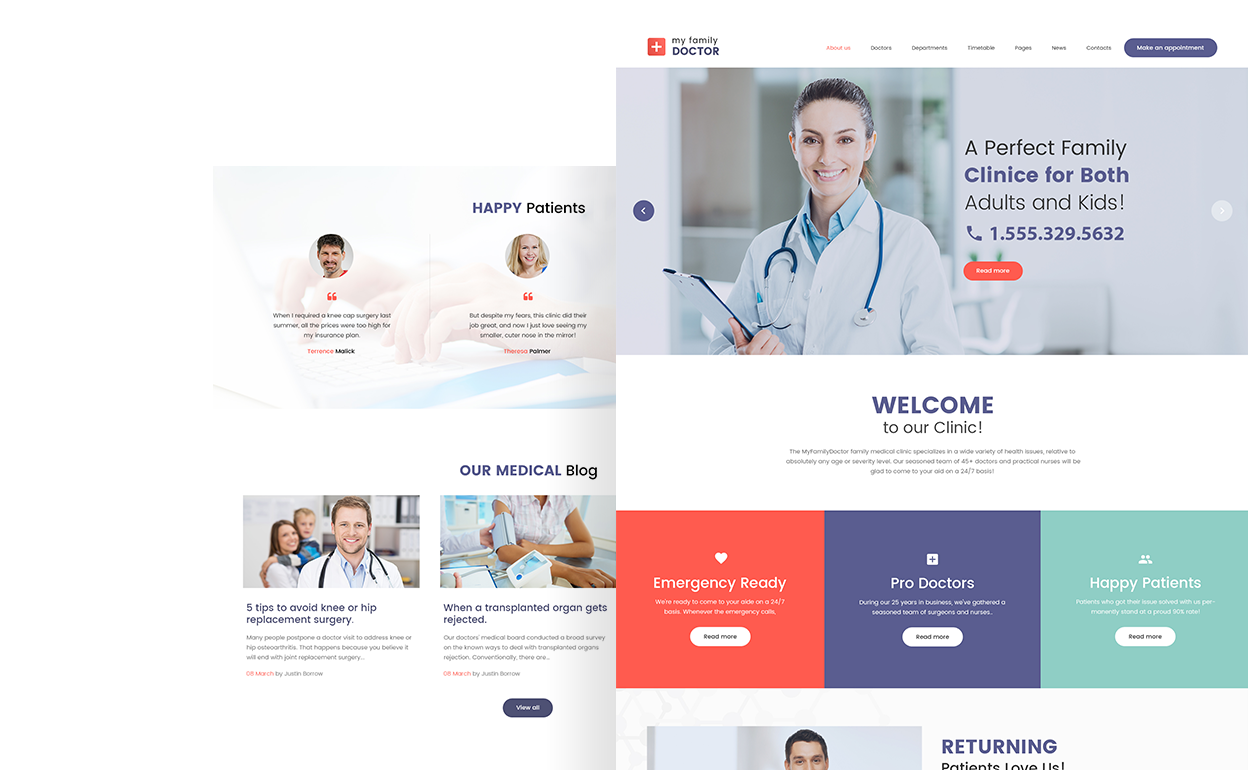 my family
DOCTOR
About us
Doctors
Departments
Timetable
Pages
News
Contacts
Make an appointment
A Perfect Family
Clinice for Both
Adults and Kids!
1.555.329.5632
Read more
WELCOME
to our Clinic!
The MyFamilyDoctor family medical clinic specializes in a wide variety of health issues, relative to
absolutely any age or severity level. Our seasoned team of 45+ doctors and practical nurses will be
glad to come to your aid on a 24/7 basis!
Emergency Ready
We're ready to come to your aide on a 24/7
basis. Whenever the emergency calls,
Read more
Pro Doctors
During our 25 years in business, we've gathered a
seasoned team of surgeons and nurses..
Read more
Happy Patients
Patients who got their issue solved with us per-
manently stand at a proud 90% rate!
Read more
RETURNING
Patients Love Us!
HAPPY Patients
When I required a knee cap surgery last
summer, all the prices were too high for
my insurance plan.
Terrence Malick
But despite my fears, this clinic did their
job great, and now I just love seeing my
smaller, cuter nose in the mirror!
Theresa Palmer
OUR MEDICAL Blog
5 tips to avoid knee or hip
replacement surgery.
Many people postpone a doctor visit to address knee or
hip osteoarthritis. That happens because you believe it
will end with joint replacement surgery...
08 March by Justin Borrow
When a transplanted organ gets
rejected.
Our doctors' medical board conducted a broad survey
on the known ways to deal with transplanted organs
rejection. Conventionally, there are...
08 March by Justin Borrow
View all